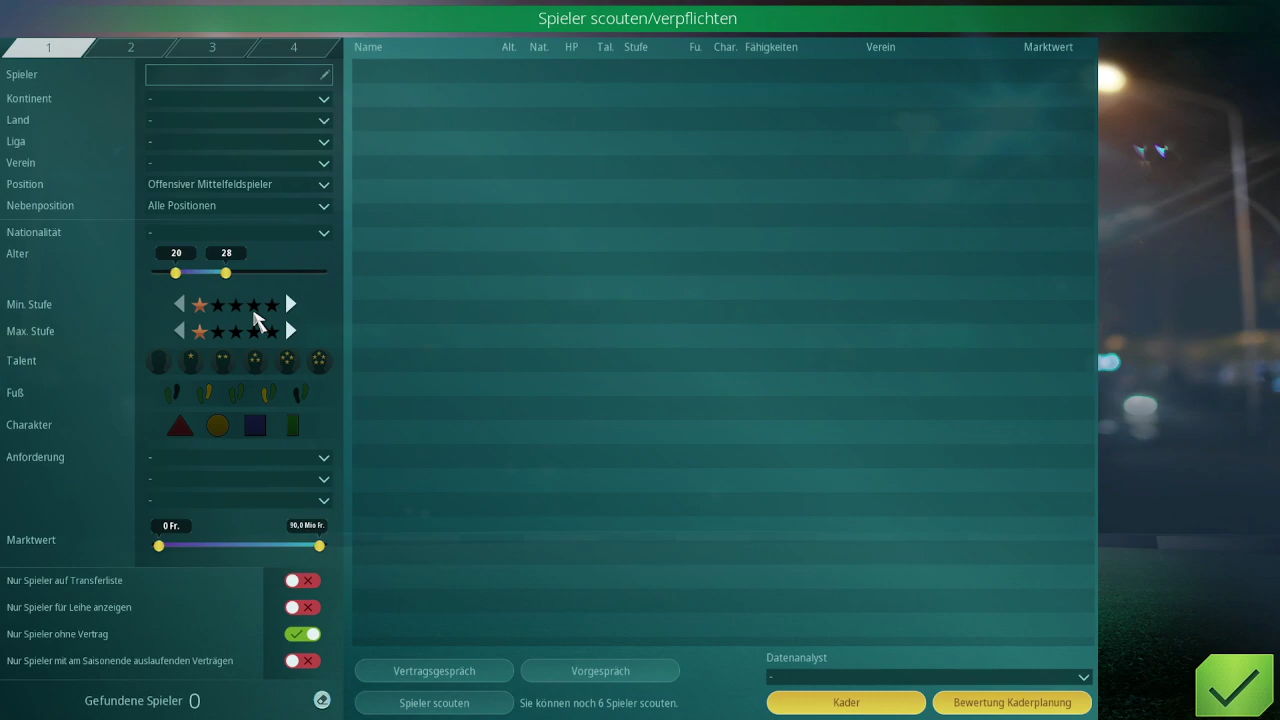 Spieler scouten/verpflichten
1 2 3 4
Name Alt. Nat. HP Tal. Stufe Fu. Char. Fähigkeiten Verein Marktwert
Spieler
Kontinent -
Land -
Liga -
Verein -
Position Offensiver Mittelfeldspieler
Nebenposition Alle Positionen
Nationalität -
Alter 20 28
Min. Stufe
Max. Stufe
Talent
Fuß
Charakter
Anforderung -
-
-
0 Fr. 90,0 Mio Fr.
Marktwert
Nur Spieler auf Transferliste
Nur Spieler für Leihe anzeigen
Nur Spieler ohne Vertrag
Nur Spieler mit am Saisonende auslaufenden Verträgen
Gefundene Spieler 0
Vertragsgespräch Vorgespräch
Spieler scouten Sie können noch 6 Spieler scouten.
Datenanalyst
-
Kader Bewertung Kaderplanung